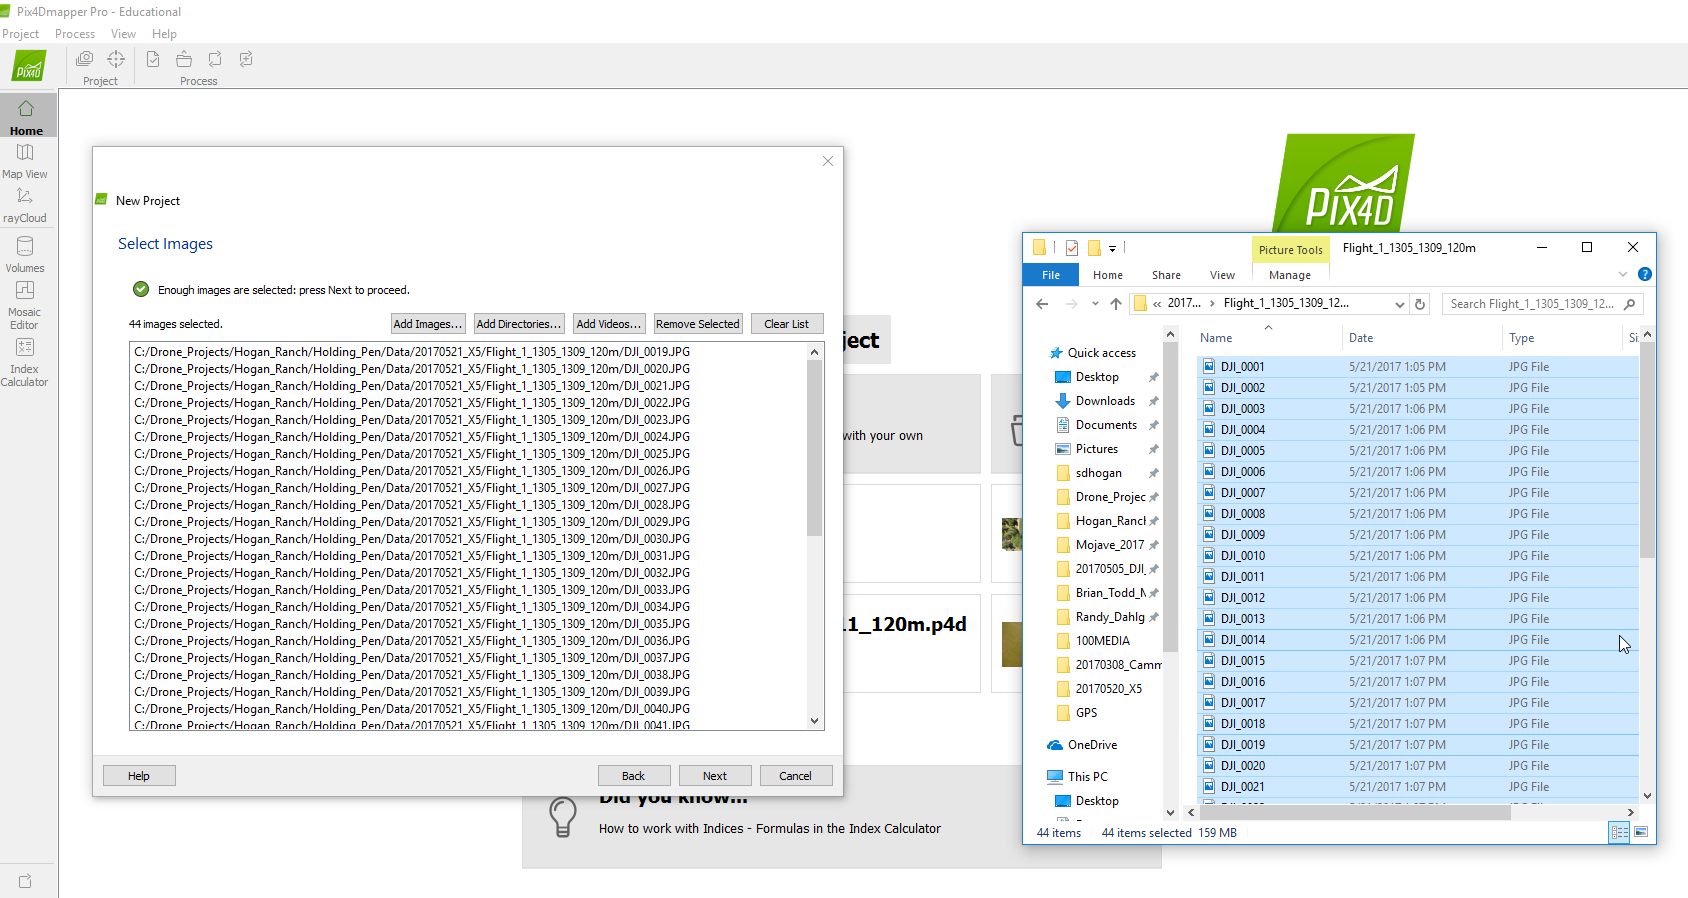 Pix4Dmapper Pro - Educational
Project Process View Help
PIX4D
Project
Process
Home
Map View
rayCloud
Volumes
Mosaic
Editor
Index
Calculator
New Project
Select Images
Enough images are selected: press Next to proceed.
44 images selected.
Add Images... Add Directories... Add Videos... Remove Selected Clear List
C:/Drone_Projects/Hogan_Ranch/Holding_Pen/Data/20170521_X5/Flight_1_1305_1309_120m/DJI_0019.JPG
C:/Drone_Projects/Hogan_Ranch/Holding_Pen/Data/20170521_X5/Flight_1_1305_1309_120m/DJI_0020.JPG
C:/Drone_Projects/Hogan_Ranch/Holding_Pen/Data/20170521_X5/Flight_1_1305_1309_120m/DJI_0021.JPG
C:/Drone_Projects/Hogan_Ranch/Holding_Pen/Data/20170521_X5/Flight_1_1305_1309_120m/DJI_0022.JPG
C:/Drone_Projects/Hogan_Ranch/Holding_Pen/Data/20170521_X5/Flight_1_1305_1309_120m/DJI_0023.JPG
C:/Drone_Projects/Hogan_Ranch/Holding_Pen/Data/20170521_X5/Flight_1_1305_1309_120m/DJI_0024.JPG
C:/Drone_Projects/Hogan_Ranch/Holding_Pen/Data/20170521_X5/Flight_1_1305_1309_120m/DJI_0025.JPG
C:/Drone_Projects/Hogan_Ranch/Holding_Pen/Data/20170521_X5/Flight_1_1305_1309_120m/DJI_0026.JPG
C:/Drone_Projects/Hogan_Ranch/Holding_Pen/Data/20170521_X5/Flight_1_1305_1309_120m/DJI_0027.JPG
C:/Drone_Projects/Hogan_Ranch/Holding_Pen/Data/20170521_X5/Flight_1_1305_1309_120m/DJI_0028.JPG
C:/Drone_Projects/Hogan_Ranch/Holding_Pen/Data/20170521_X5/Flight_1_1305_1309_120m/DJI_0029.JPG
C:/Drone_Projects/Hogan_Ranch/Holding_Pen/Data/20170521_X5/Flight_1_1305_1309_120m/DJI_0030.JPG
C:/Drone_Projects/Hogan_Ranch/Holding_Pen/Data/20170521_X5/Flight_1_1305_1309_120m/DJI_0031.JPG
C:/Drone_Projects/Hogan_Ranch/Holding_Pen/Data/20170521_X5/Flight_1_1305_1309_120m/DJI_0032.JPG
C:/Drone_Projects/Hogan_Ranch/Holding_Pen/Data/20170521_X5/Flight_1_1305_1309_120m/DJI_0033.JPG
C:/Drone_Projects/Hogan_Ranch/Holding_Pen/Data/20170521_X5/Flight_1_1305_1309_120m/DJI_0034.JPG
C:/Drone_Projects/Hogan_Ranch/Holding_Pen/Data/20170521_X5/Flight_1_1305_1309_120m/DJI_0035.JPG
C:/Drone_Projects/Hogan_Ranch/Holding_Pen/Data/20170521_X5/Flight_1_1305_1309_120m/DJI_0036.JPG
C:/Drone_Projects/Hogan_Ranch/Holding_Pen/Data/20170521_X5/Flight_1_1305_1309_120m/DJI_0037.JPG
C:/Drone_Projects/Hogan_Ranch/Holding_Pen/Data/20170521_X5/Flight_1_1305_1309_120m/DJI_0038.JPG
C:/Drone_Projects/Hogan_Ranch/Holding_Pen/Data/20170521_X5/Flight_1_1305_1309_120m/DJI_0039.JPG
C:/Drone_Projects/Hogan_Ranch/Holding_Pen/Data/20170521_X5/Flight_1_1305_1309_120m/DJI_0040.JPG
C:/Drone_Projects/Hogan_Ranch/Holding_Pen/Data/20170521_X5/Flight_1_1305_1309_120m/DJI_0041.JPG
Help Back Next Cancel
ject
with your own
11_120m.p4d
Did you know...
How to work with Indices - Formulas in the Index Calculator
PIX4D
Picture Tools Flight_1_1305_1309_120m
File Home Share View Manage
« 2017... > Flight_1_1305_1309_12... Search Flight_1_1305_1309_12...
Quick access
Desktop
Downloads
Documents
Pictures
sdhogan
Drone_Projec
Hogan_Ranch
Mojave_2017
20170505_DJI_
Brian_Todd_M
Randy_Dahlg
100MEDIA
20170308_Camm
20170520_X5
GPS
OneDrive
This PC
Desktop
Name Date Type Si
DJI_0001 5/21/2017 1:05 PM JPG File
DJI_0002 5/21/2017 1:05 PM JPG File
DJI_0003 5/21/2017 1:06 PM JPG File
DJI_0004 5/21/2017 1:06 PM JPG File
DJI_0005 5/21/2017 1:06 PM JPG File
DJI_0006 5/21/2017 1:06 PM JPG File
DJI_0007 5/21/2017 1:06 PM JPG File
DJI_0008 5/21/2017 1:06 PM JPG File
DJI_0009 5/21/2017 1:06 PM JPG File
DJI_0010 5/21/2017 1:06 PM JPG File
DJI_0011 5/21/2017 1:06 PM JPG File
DJI_0012 5/21/2017 1:06 PM JPG File
DJI_0013 5/21/2017 1:06 PM JPG File
DJI_0014 5/21/2017 1:06 PM JPG File
DJI_0015 5/21/2017 1:07 PM JPG File
DJI_0016 5/21/2017 1:07 PM JPG File
DJI_0017 5/21/2017 1:07 PM JPG File
DJI_0018 5/21/2017 1:07 PM JPG File
DJI_0019 5/21/2017 1:07 PM JPG File
DJI_0020 5/21/2017 1:07 PM JPG File
DJI_0021 5/21/2017 1:07 PM JPG File
44 items 44 items selected 159 MB